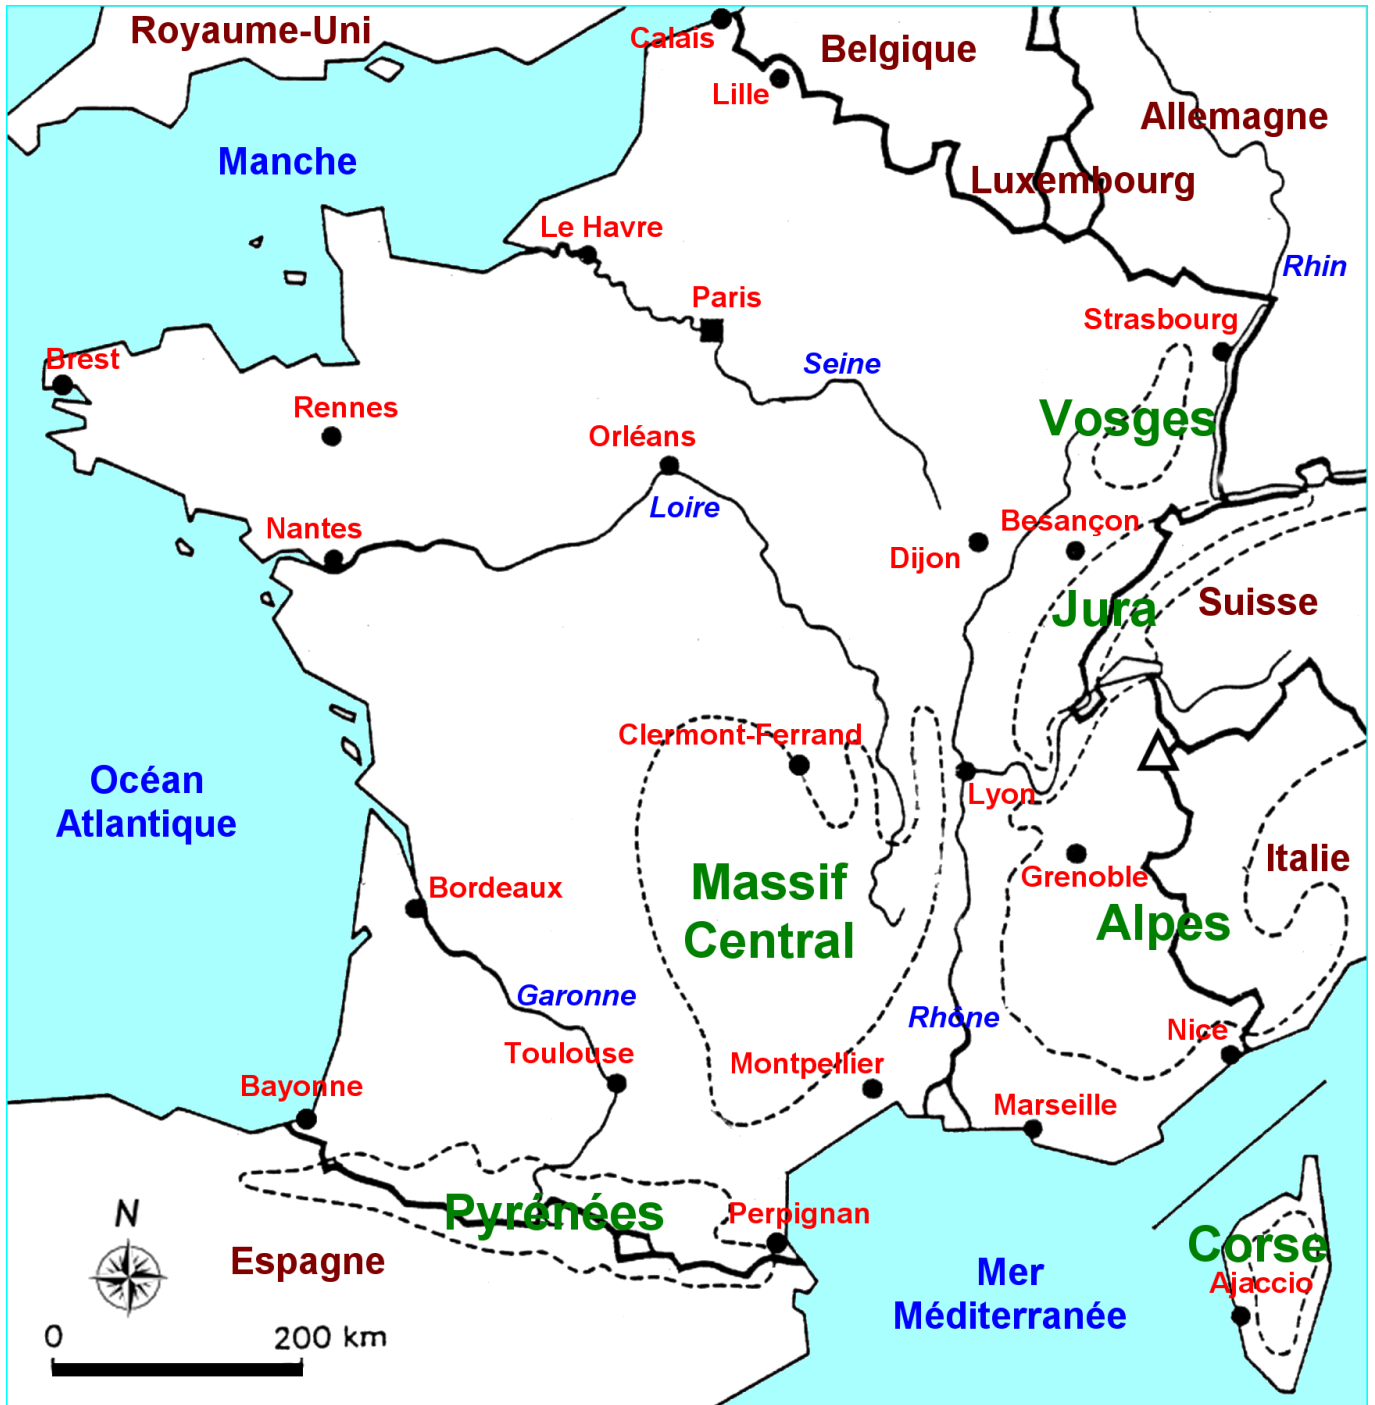 Royaume-Uni
Calais
Belgique
Lille
Allemagne
Manche
Luxembourg
Le Havre
Rhin
Paris
Strasbourg
Brest
Seine
Rennes
Vosges
Orléans
Loire
Nantes
Besançon
Dijon
Jura
Suisse
Clermont-Ferrand
Océan
Atlantique
Lyon
Italie
Grenoble
Bordeaux
Massif
Central
Alpes
Garonne
Rhône
Nice
Toulouse
Montpellier
Bayonne
Marseille
Pyrénées
Perpignan
N
Espagne
Corse
Ajaccio
Mer
Méditerranée
0 200 km